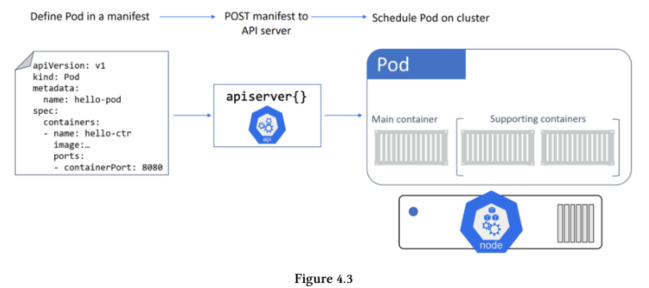 Define Pod in a manifest
POST manifest to
API server
Schedule Pod on cluster
apiVersion: v1
kind: Pod
metadata:
name: hello-pod
spec:
containers:
- name: hello-ctr
image:…
ports:
- containerPort: 8080
apiserver{}
api
Pod
Main container
Supporting containers
node
Figure 4.3